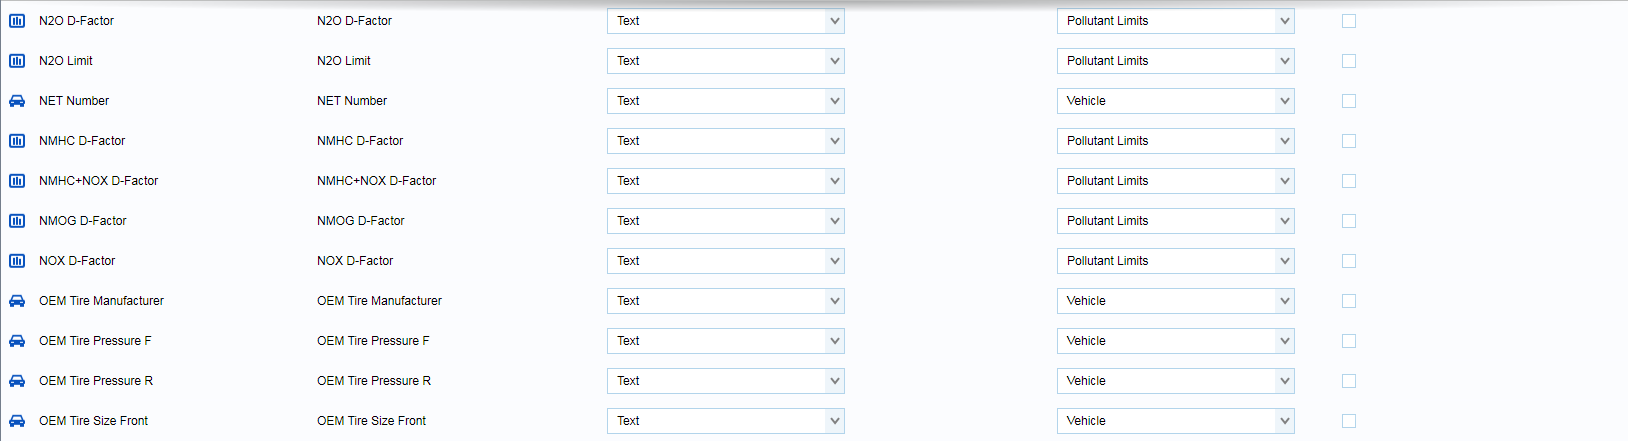 N2O D-Factor N2O D-Factor Text Pollutant Limits
N2O Limit N2O Limit Text Pollutant Limits
NET Number NET Number Text Vehicle
NMHC D-Factor NMHC D-Factor Text Pollutant Limits
NMHC+NOX D-Factor NMHC+NOX D-Factor Text Pollutant Limits
NMOG D-Factor NMOG D-Factor Text Pollutant Limits
NOX D-Factor NOX D-Factor Text Pollutant Limits
OEM Tire Manufacturer OEM Tire Manufacturer Text Vehicle
OEM Tire Pressure F OEM Tire Pressure F Text Vehicle
OEM Tire Pressure R OEM Tire Pressure R Text Vehicle
OEM Tire Size Front OEM Tire Size Front Text Vehicle